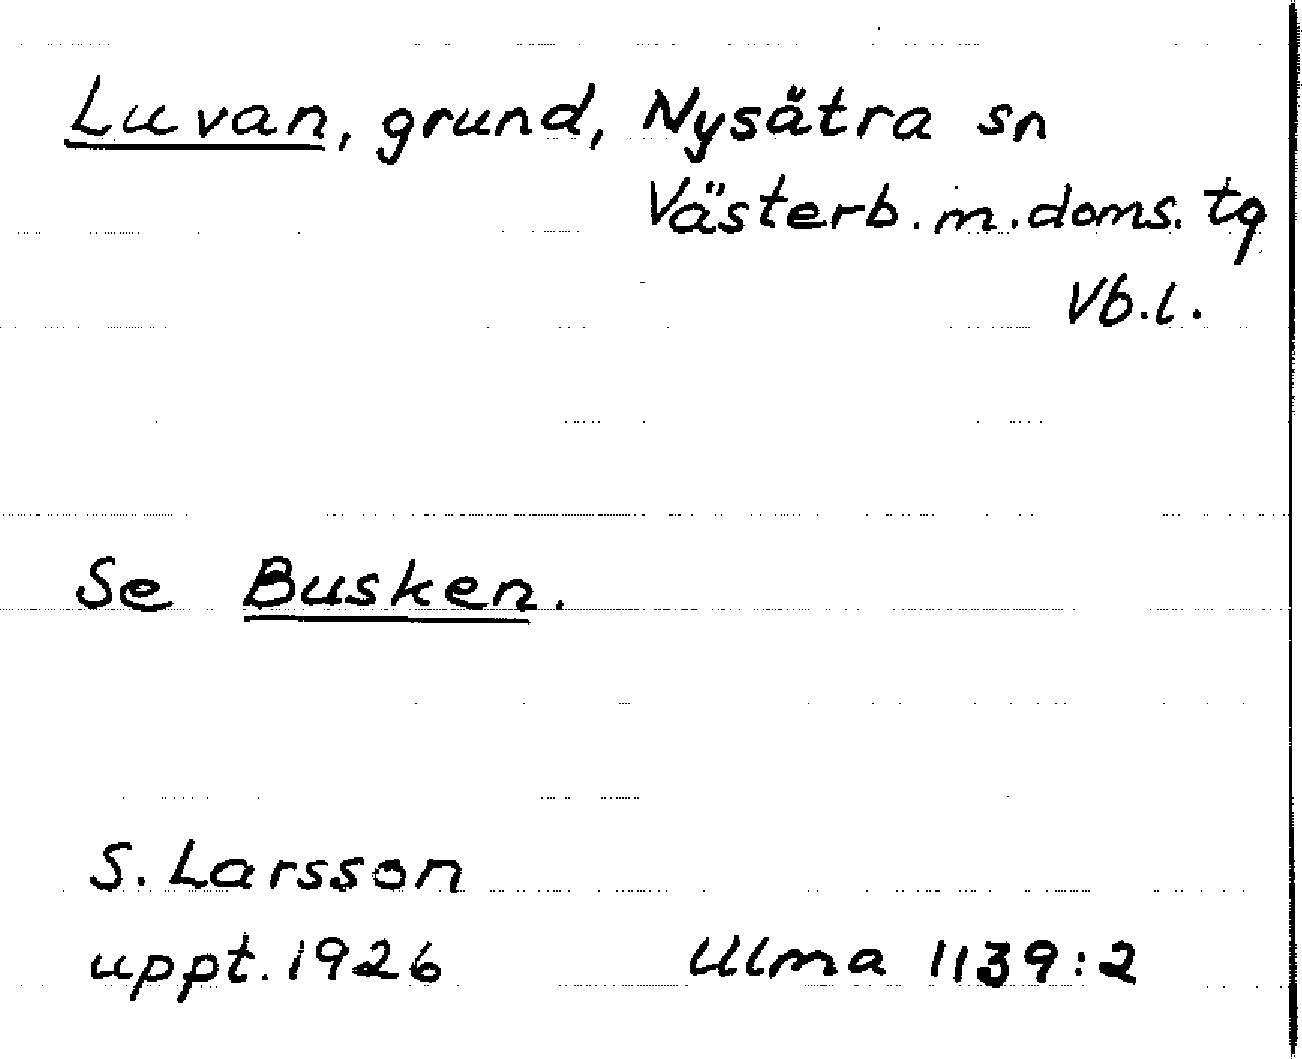 Luvan, grund, Nysätra sn
Västerb.m.doms. tg
Vb.l.
Se Busken.
S. Larsson
uppt. 1926 Ulma 1139:2